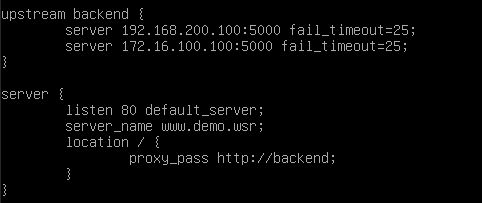 upstream backend {
        server 192.168.200.100:5000 fail_timeout=25;
        server 172.16.100.100:5000 fail_timeout=25;
}
server {
        listen 80 default_server;
        server_name www.demo.wsr;
        location / {
                proxy_pass http://backend;
        }
}